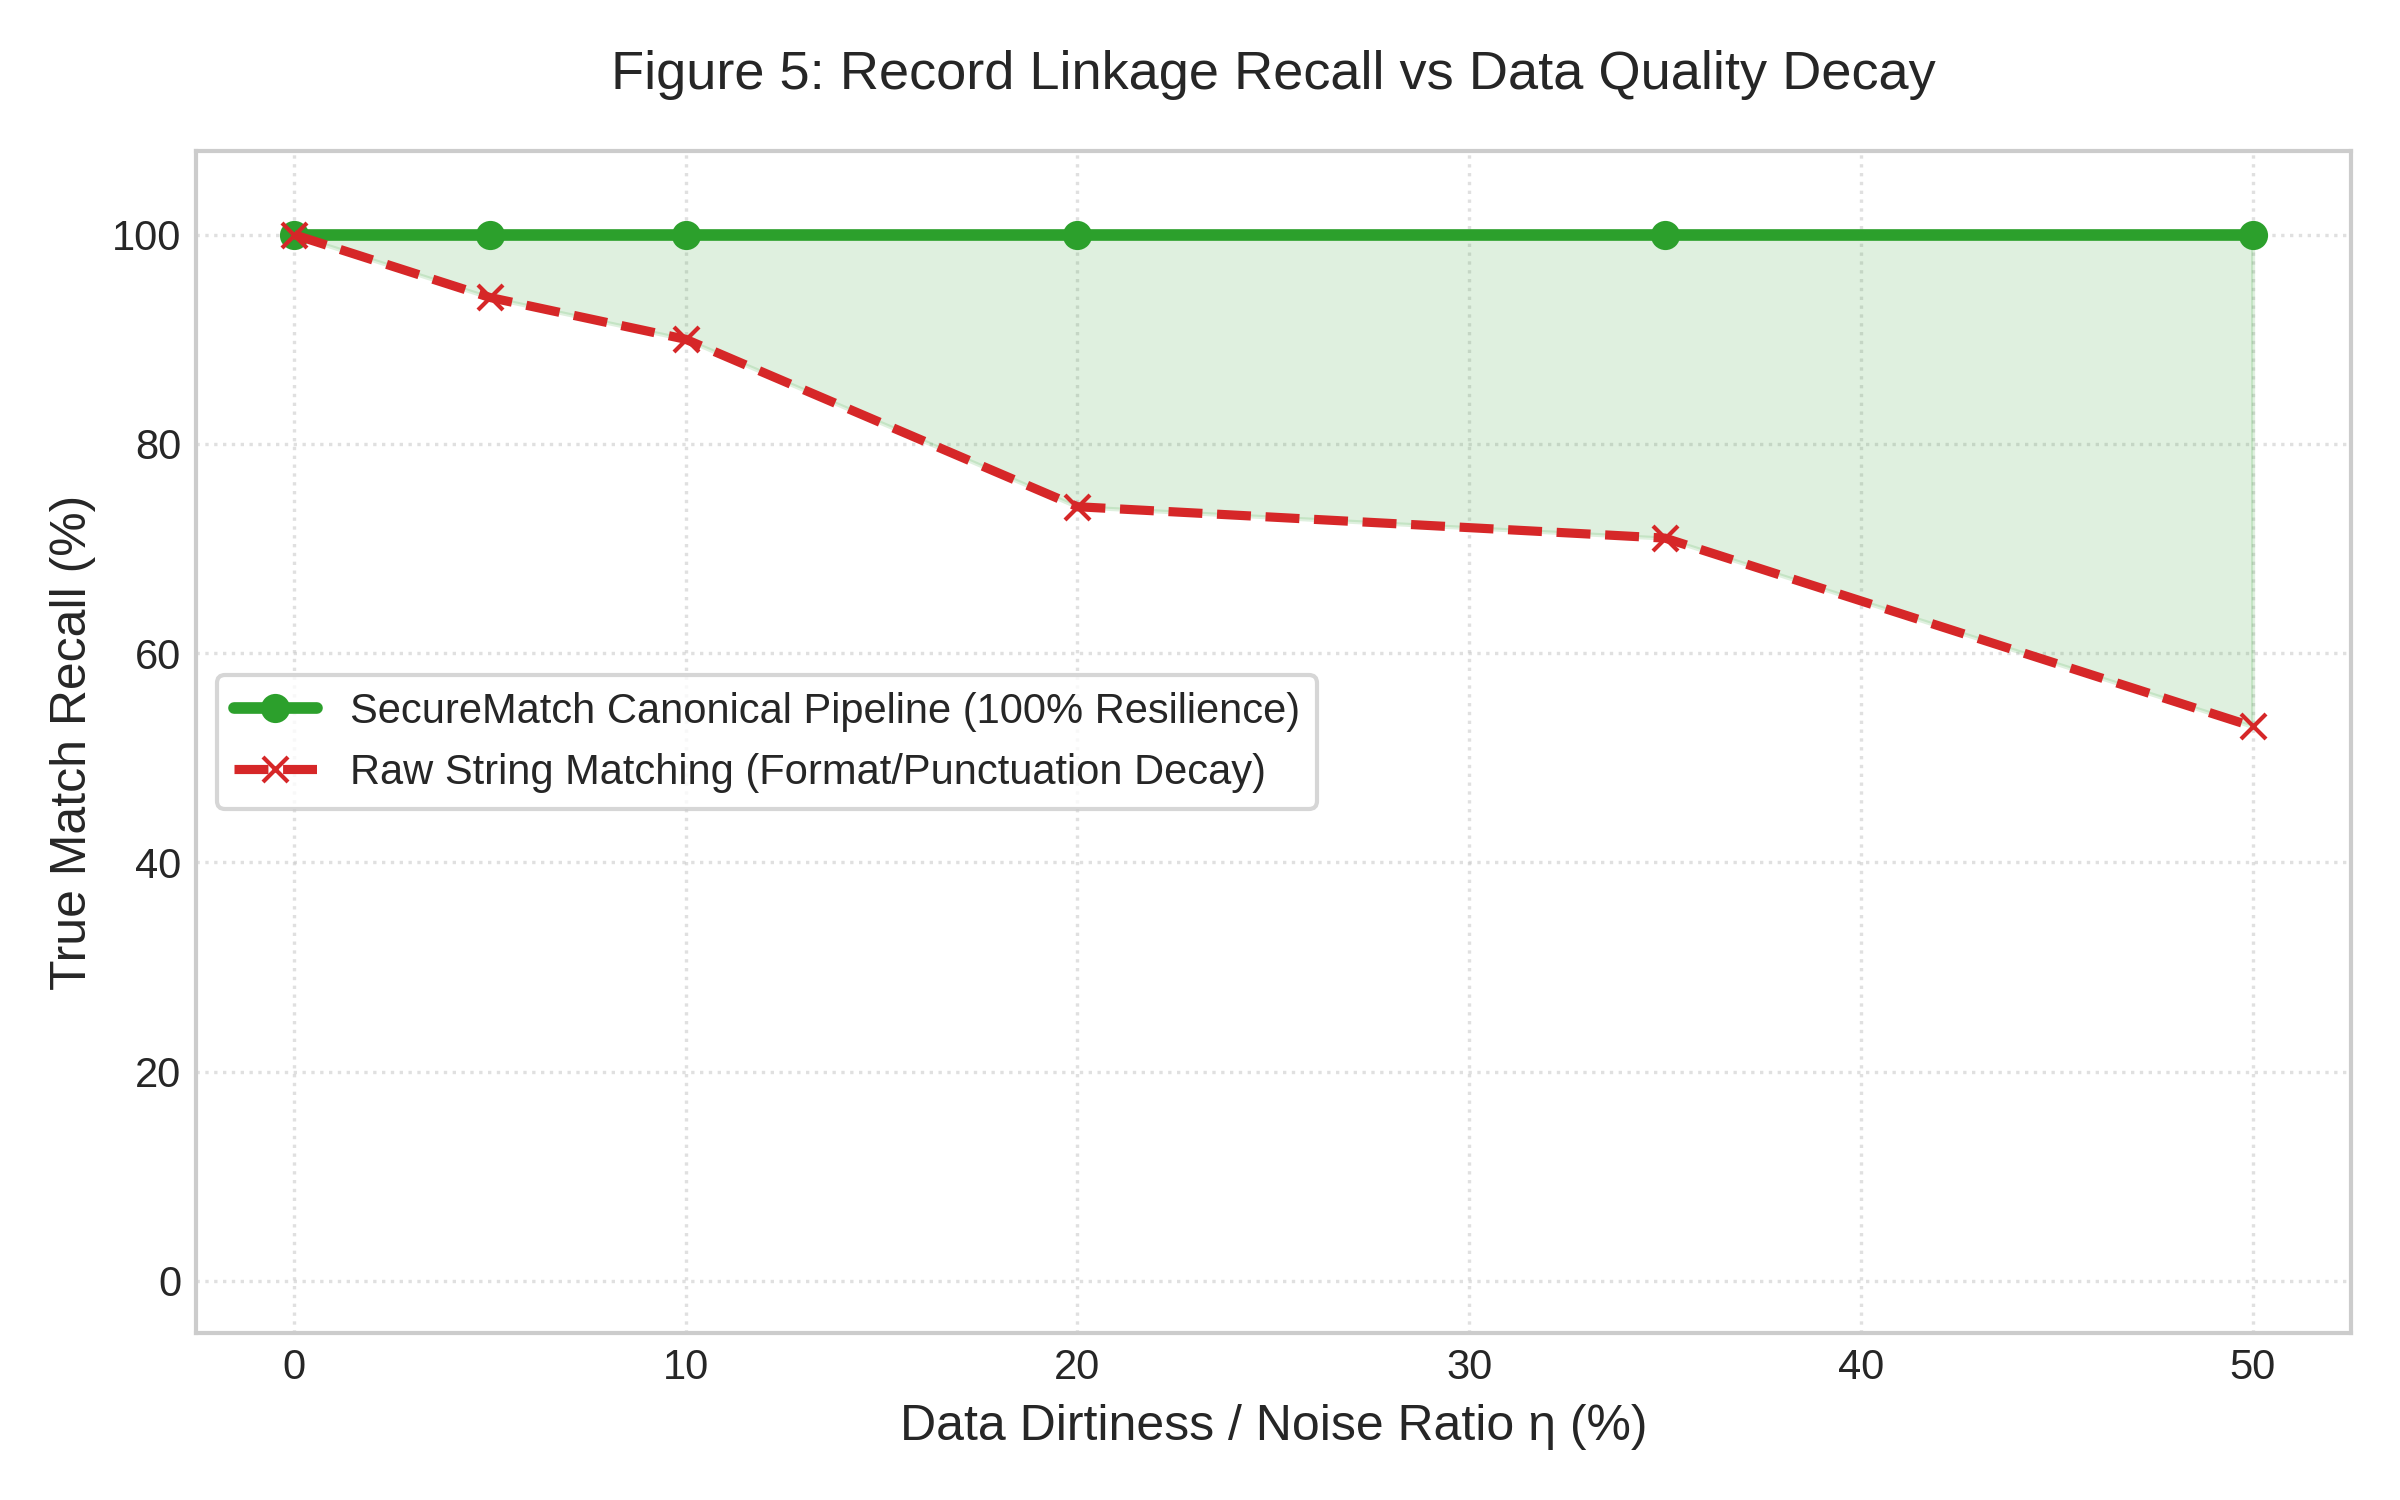 Figure 5: Record Linkage Recall vs Data Quality Decay
True Match Recall (%)
100
80
60
40
20
0
SecureMatch Canonical Pipeline (100% Resilience)
Raw String Matching (Format/Punctuation Decay)
0 10 20 30 40 50
Data Dirtiness / Noise Ratio η (%)